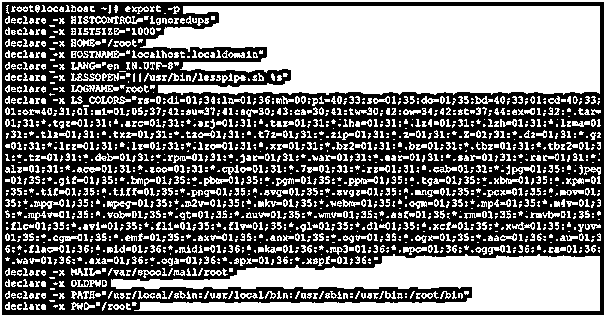 [root@localhost ~]# export -p
declare -x HISTCONTROL="ignoredups"
declare -x HISTSIZE="1000"
declare -x HOME="/root"
declare -x HOSTNAME="localhost.localdomain"
declare -x LANG="en_IN.UTF-8"
declare -x LESSOPEN="||/usr/bin/lesspipe.sh %s"
declare -x LOGNAME="root"
declare -x LS_COLORS="rs=0:di=01;34:ln=01;36:mh=00:pi=40;33:so=01;35:do=01;35:bd=40;33;01:cd=40;33;
01:or=40;31;01:mi=01;05;37;41:su=37;41:sg=30;43:ca=30;41:tw=30;42:ow=34;42:st=37;44:ex=01;32:*.tar=
01;31:*.tgz=01;31:*.arc=01;31:*.arj=01;31:*.taz=01;31:*.lha=01;31:*.lz4=01;31:*.lzh=01;31:*.lzma=0
1;31:*.tlz=01;31:*.txz=01;31:*.tzo=01;31:*.t7z=01;31:*.zip=01;31:*.z=01;31:*.Z=01;31:*.dz=01;31:*.gz
=01;31:*.lrz=01;31:*.lz=01;31:*.lzo=01;31:*.xz=01;31:*.bz2=01;31:*.bz=01;31:*.tbz=01;31:*.tbz2=01;3
1:*.tz=01;31:*.deb=01;31:*.rpm=01;31:*.jar=01;31:*.war=01;31:*.ear=01;31:*.sar=01;31:*.rar=01;31:*.
alz=01;31:*.ace=01;31:*.zoo=01;31:*.cpio=01;31:*.7z=01;31:*.rz=01;31:*.cab=01;31:*.jpg=01;35:*.jpeg
=01;35:*.gif=01;35:*.bmp=01;35:*.pbm=01;35:*.pgm=01;35:*.ppm=01;35:*.tga=01;35:*.xbm=01;35:*.xpm=01
;35:*.tif=01;35:*.tiff=01;35:*.png=01;35:*.svg=01;35:*.svgz=01;35:*.mng=01;35:*.pcx=01;35:*.mov=01;
35:*.mpg=01;35:*.mpeg=01;35:*.m2v=01;35:*.mkv=01;35:*.webm=01;35:*.ogm=01;35:*.mp4=01;35:*.m4v=01;3
5:*.mp4v=01;35:*.vob=01;35:*.qt=01;35:*.nuv=01;35:*.wmv=01;35:*.asf=01;35:*.rm=01;35:*.rmvb=01;35:*
.flc=01;35:*.avi=01;35:*.fli=01;35:*.flv=01;35:*.gl=01;35:*.dl=01;35:*.xcf=01;35:*.xwd=01;35:*.yuv=
01;35:*.cgm=01;35:*.emf=01;35:*.axv=01;35:*.anx=01;35:*.ogv=01;35:*.ogx=01;35:*.aac=01;36:*.au=01;3
6:*.flac=01;36:*.mid=01;36:*.midi=01;36:*.mka=01;36:*.mp3=01;36:*.mpc=01;36:*.ogg=01;36:*.ra=01;36:
*.wav=01;36:*.axa=01;36:*.oga=01;36:*.spx=01;36:*.xspf=01;36:"
declare -x MAIL="/var/spool/mail/root"
declare -x OLDPWD
declare -x PATH="/usr/local/sbin:/usr/local/bin:/usr/sbin:/usr/bin:/root/bin"
declare -x PWD="/root"